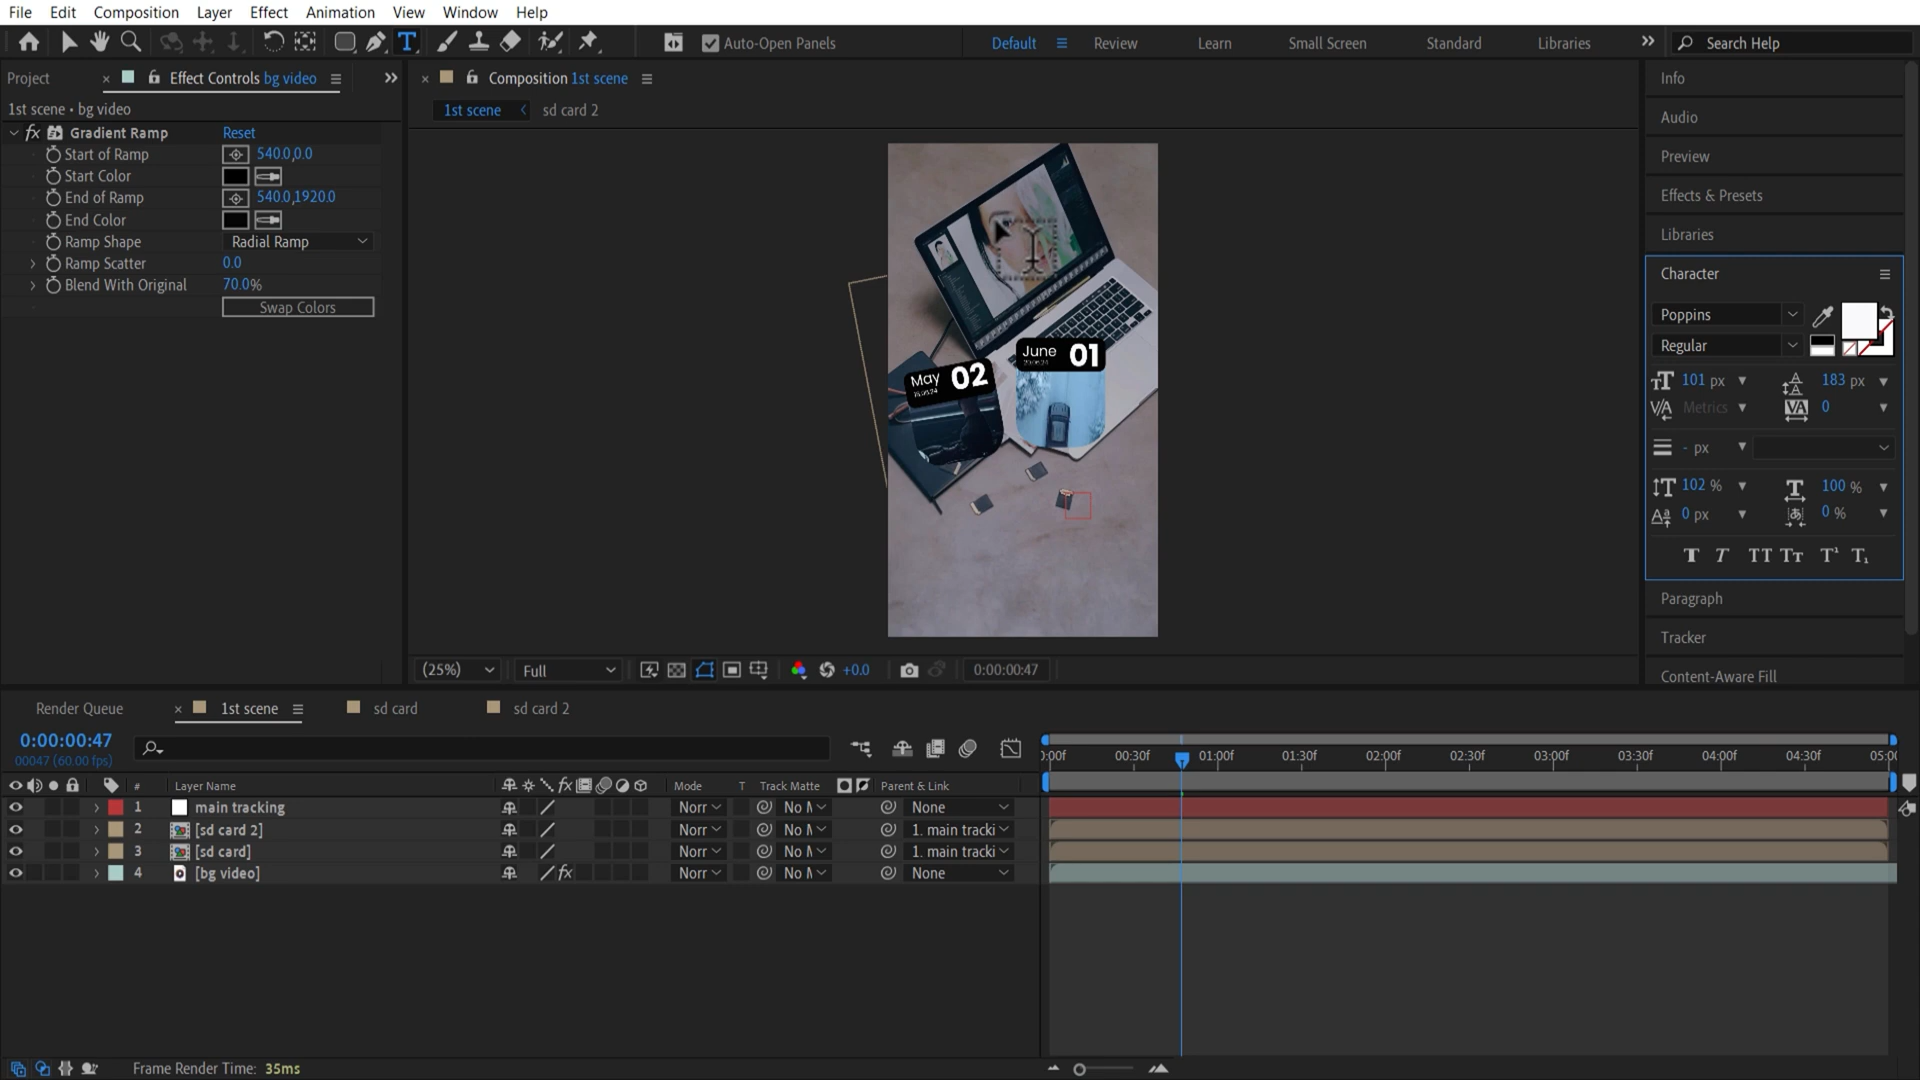 File Edit Composition Layer Effect Animation View Window Help
Auto-Open Panels Default Review Learn Small Screen Standard Libraries Search Help
Project Effect Controls bg video
Composition 1st scene
1st scene • bg video
1st scene sd card 2
fx Gradient Ramp Reset
Start of Ramp 540.0,0.0
Start Color
End of Ramp 540.0,1920.0
End Color
Ramp Shape Radial Ramp
Ramp Scatter 0.0
Blend With Original 70.0%
Swap Colors
May 02
June 01
Info
Audio
Preview
Effects & Presets
Libraries
Character
Poppins
Regular
101 px 183 px
Metrics 0
- px
102 % 100 %
0 px 0 %
Paragraph
Tracker
Content-Aware Fill
(25%) Full +0.0 0:00:00:47
Render Queue 1st scene sd card sd card 2
0:00:00:47
00047 (60.00 fps)
0:00f 00:30f 01:00f 01:30f 02:00f 02:30f 03:00f 03:30f 04:00f 04:30f 05:00
# Layer Name fx Mode T Track Matte Parent & Link
1 main tracking Norr No M None
2 [sd card 2] Norr No M 1. main tracki
3 [sd card] Norr No M 1. main tracki
4 [bg video] fx Norr No M None
Frame Render Time: 35ms